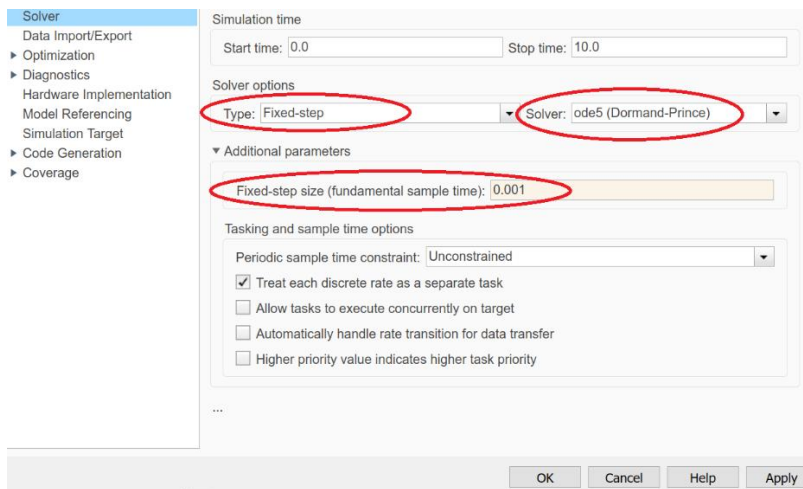 Solver
Data Import/Export
Optimization
Diagnostics
Hardware Implementation
Model Referencing
Simulation Target
Code Generation
Coverage
Simulation time
Start time: 0.0 Stop time: 10.0
Solver options
Type: Fixed-step Solver: ode5 (Dormand-Prince)
Additional parameters
Fixed-step size (fundamental sample time): 0.001
Tasking and sample time options
Periodic sample time constraint: Unconstrained
Treat each discrete rate as a separate task
Allow tasks to execute concurrently on target
Automatically handle rate transition for data transfer
Higher priority value indicates higher task priority
...
OK Cancel Help Apply